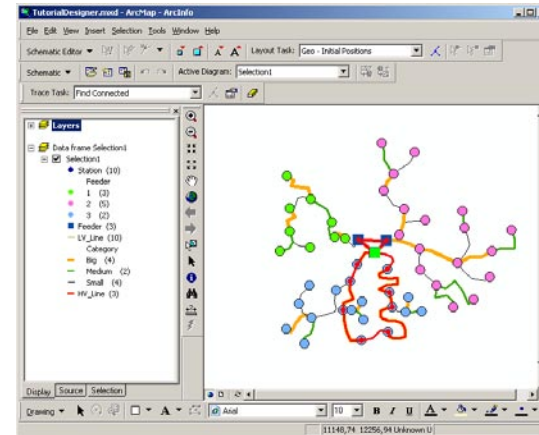 TutorialDesigner.mxd - ArcMap - ArcInfo
File Edit View Insert Selection Tools Window Help
Schematic Editor Layout Task: Geo - Initial Positions
Schematic Active Diagram: Selection1
Trace Task: Find Connected
Layers
Data frame Selection1
Selection1
Station (10)
Feeder
1 (3)
2 (5)
3 (2)
Feeder (3)
LV_Line (10)
Category
Big (4)
Medium (2)
Small (4)
HV_Line (3)
Display Source Selection
Drawing A Arial 10 B I U A
11148,74 12256,94 Unknown U